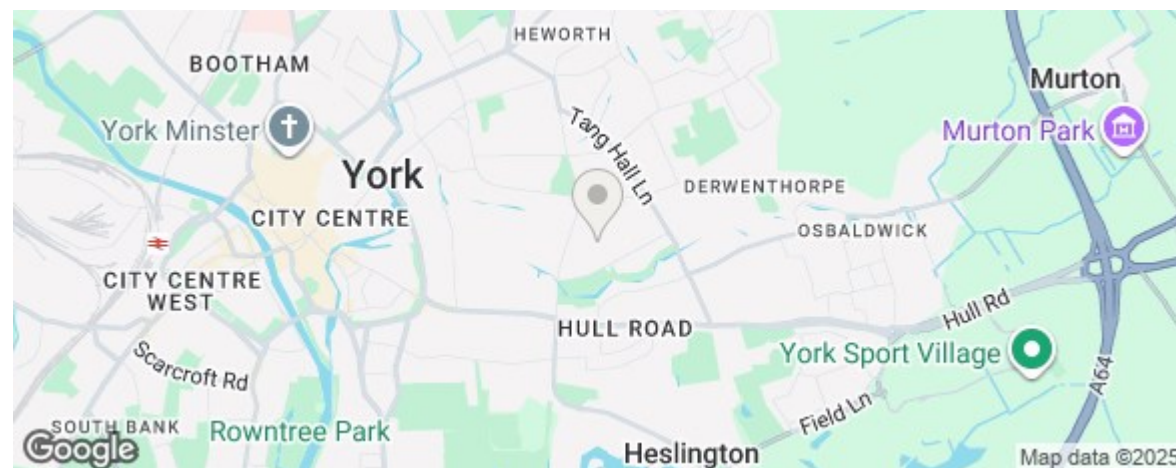 HEWORTH
BOOTHAM
Murton
York Minster
Tang Hall Ln
Murton Park
York
DERWENTHORPE
CITY CENTRE
OSBALDWICK
CITY CENTRE
WEST
Hull Rd
HULL ROAD
York Sport Village
Scarcroft Rd
A64
Field Ln
SOUTH BANK
Rowntree Park
Google
Heslington
Map data ©2025